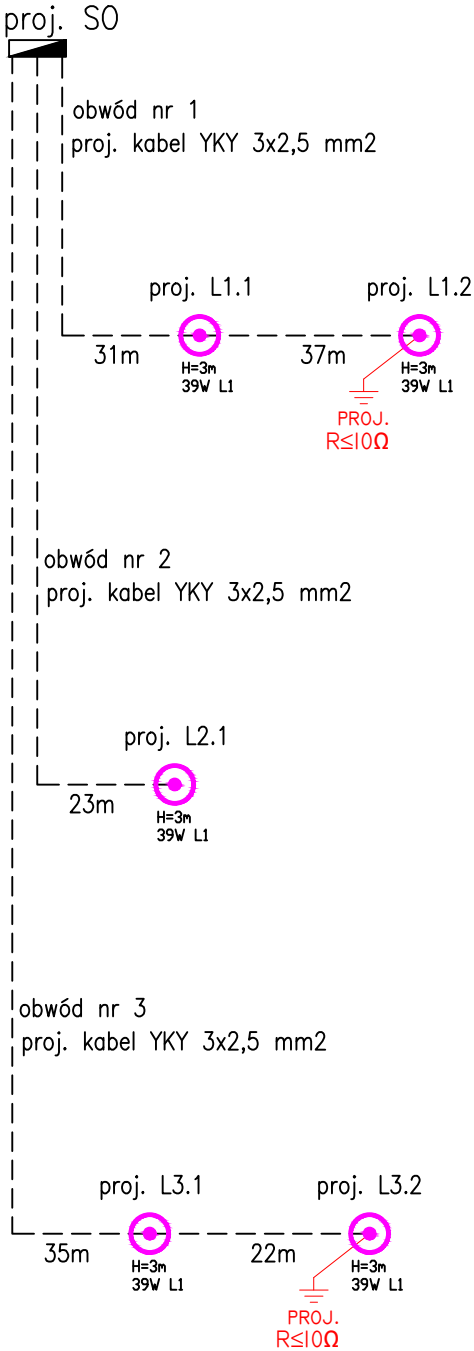 proj. SO
obwód nr 1
proj. kabel YKY 3x2,5 mm2
proj. L1.1
proj. L1.2
31m
37m
H=3m
39W L1
H=3m
39W L1
PROJ.
R≤10Ω
obwód nr 2
proj. kabel YKY 3x2,5 mm2
proj. L2.1
23m
H=3m
39W L1
obwód nr 3
proj. kabel YKY 3x2,5 mm2
proj. L3.1
proj. L3.2
35m
22m
H=3m
39W L1
H=3m
39W L1
PROJ.
R≤10Ω